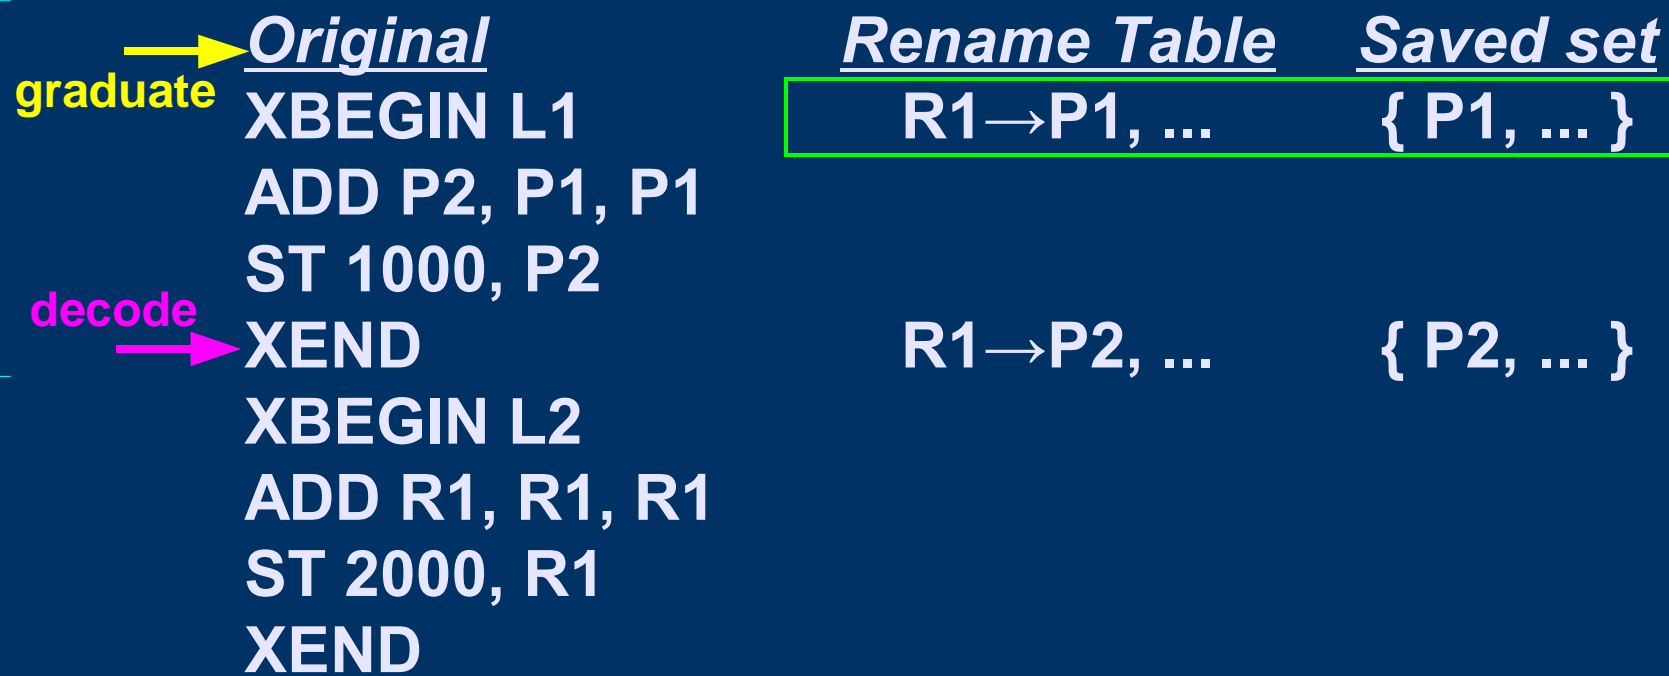 Original Rename Table Saved set
graduate
XBEGIN L1 R1→P1, ... { P1, ... }
ADD P2, P1, P1
ST 1000, P2
decode
XEND R1→P2, ... { P2, ... }
XBEGIN L2
ADD R1, R1, R1
ST 2000, R1
XEND